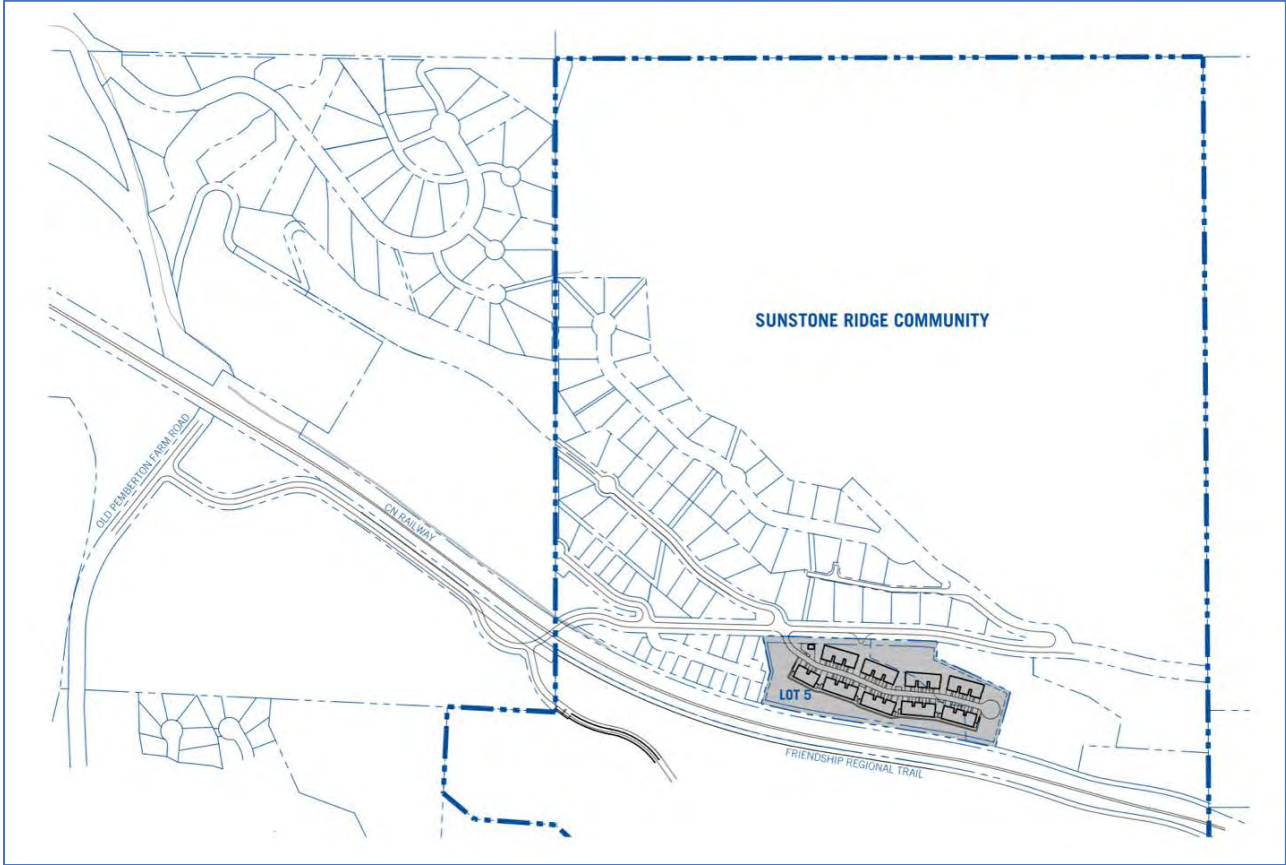 SUNSTONE RIDGE COMMUNITY
OLD PEMBERTON FARM ROAD
CN RAILWAY
LOT 5
FRIENDSHIP REGIONAL TRAIL